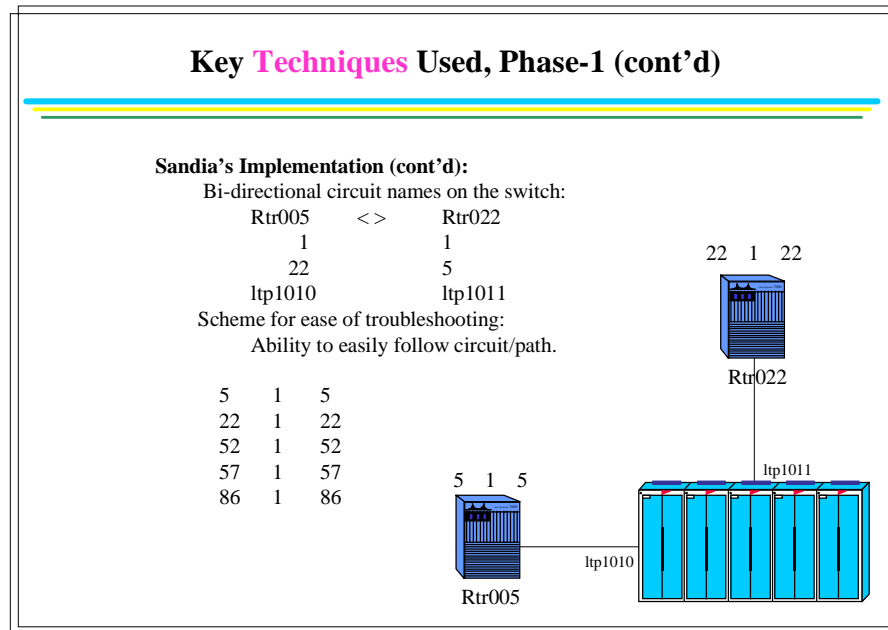 Key Techniques Used, Phase-1 (cont’d)
Sandia’s Implementation (cont’d):
Bi-directional circuit names on the switch:
Rtr005 < > Rtr022
1 1
22 5
ltp1010 ltp1011
Scheme for ease of troubleshooting:
Ability to easily follow circuit/path.
5 1 5
22 1 22
52 1 52
57 1 57
86 1 86
22 1 22
Rtr022
ltp1011
5 1 5
ltp1010
Rtr005